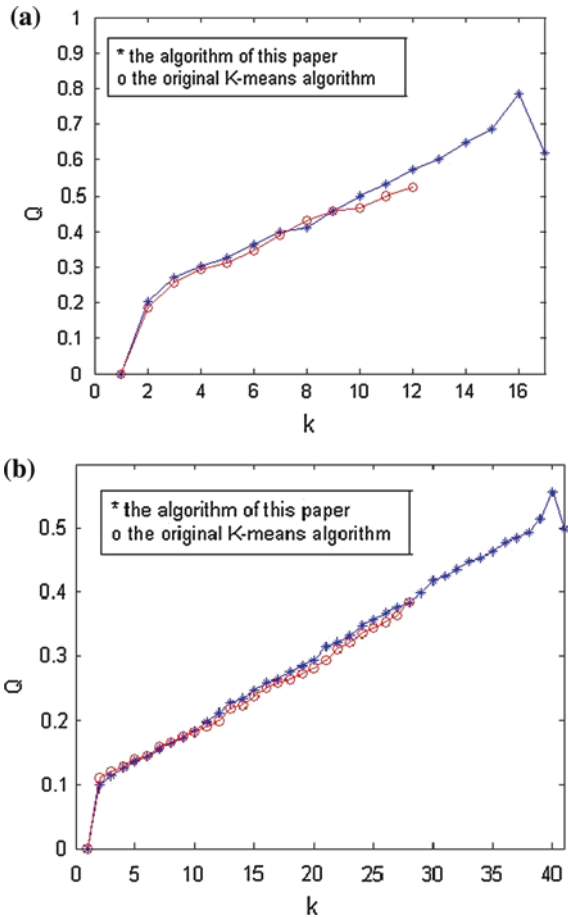 (a)
* the algorithm of this paper
o the original K-means algorithm
1
0.9
0.8
0.7
0.6
0.5
0.4
0.3
0.2
0.1
0
Q
0 2 4 6 8 10 12 14 16
k
(b)
* the algorithm of this paper
o the original K-means algorithm
0.5
0.4
0.3
0.2
0.1
0
Q
0 5 10 15 20 25 30 35 40
k